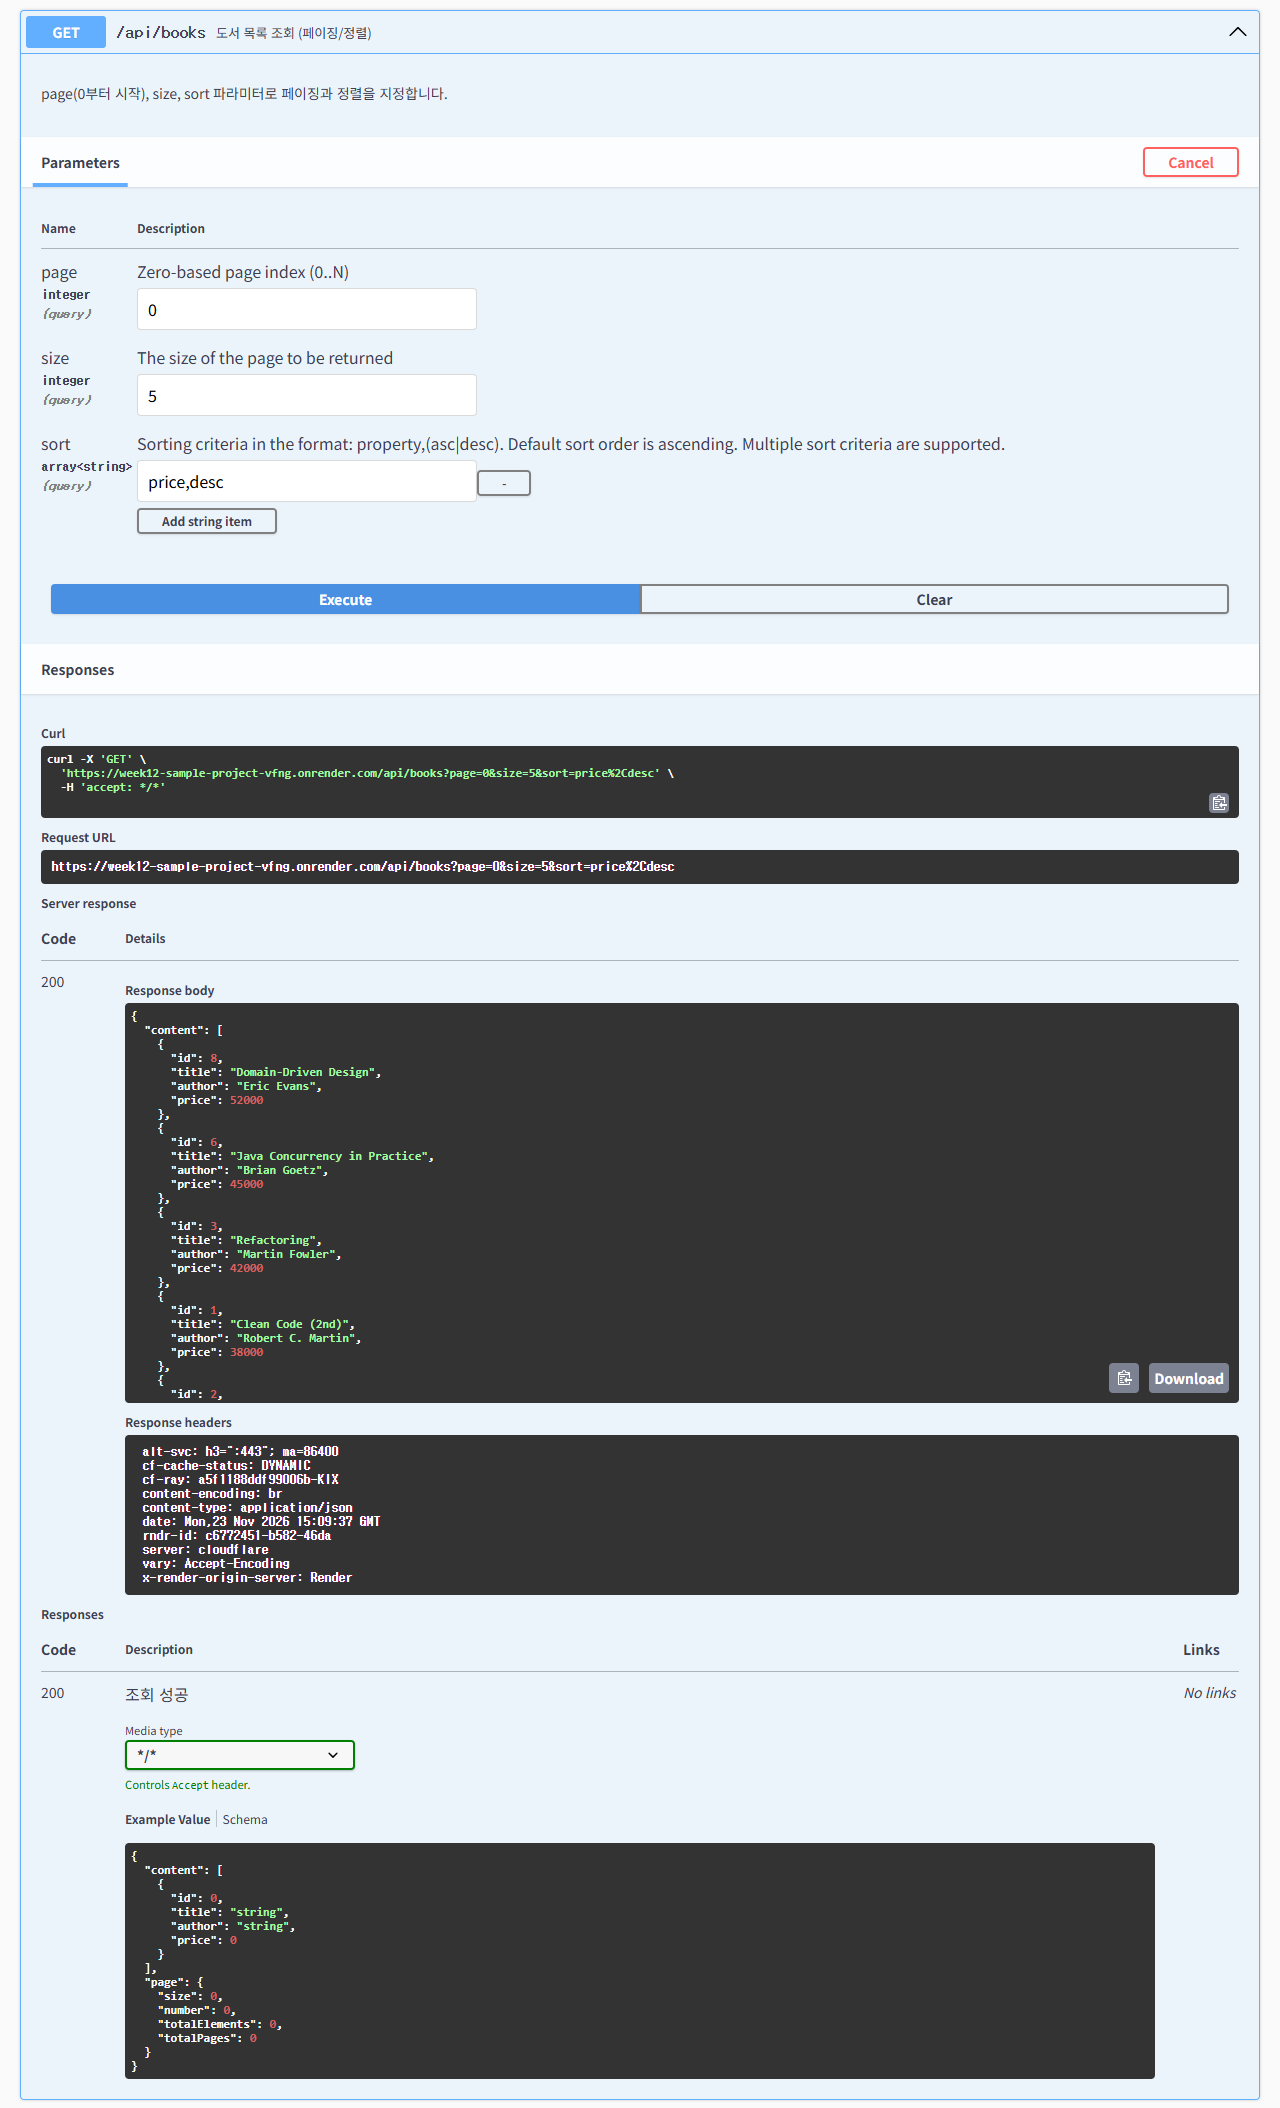 GET /api/books 도서 목록 조회 (페이징/정렬)
page(0부터 시작), size, sort 파라미터로 페이징과 정렬을 지정합니다.
Parameters
Cancel
Name Description
page
integer
(query)
Zero-based page index (0..N)
0
size
integer
(query)
The size of the page to be returned
5
sort
array<string>
(query)
Sorting criteria in the format: property,(asc|desc). Default sort order is ascending. Multiple sort criteria are supported.
price,desc
-
Add string item
Execute
Clear
Responses
Curl
curl -X 'GET' \
  'https://week12-sample-project-vfng.onrender.com/api/books?page=0&size=5&sort=price%2Cdesc' \
  -H 'accept: */*'
Request URL
https://week12-sample-project-vfng.onrender.com/api/books?page=0&size=5&sort=price%2Cdesc
Server response
Code Details
200
Response body
{
  "content": [
    {
      "id": 8,
      "title": "Domain-Driven Design",
      "author": "Eric Evans",
      "price": 52000
    },
    {
      "id": 6,
      "title": "Java Concurrency in Practice",
      "author": "Brian Goetz",
      "price": 45000
    },
    {
      "id": 3,
      "title": "Refactoring",
      "author": "Martin Fowler",
      "price": 42000
    },
    {
      "id": 1,
      "title": "Clean Code (2nd)",
      "author": "Robert C. Martin",
      "price": 38000
    },
    {
      "id": 2,
Download
Response headers
alt-svc: h3=":443"; ma=86400
cf-cache-status: DYNAMIC
cf-ray: a5f1188ddf99006b-KIX
content-encoding: br
content-type: application/json
date: Mon,23 Nov 2026 15:09:37 GMT
rndr-id: c6772451-b582-46da
server: cloudflare
vary: Accept-Encoding
x-render-origin-server: Render
Responses
Code Description Links
200 조회 성공 No links
Media type
*/*
Controls Accept header.
Example Value Schema
{
  "content": [
    {
      "id": 0,
      "title": "string",
      "author": "string",
      "price": 0
    }
  ],
  "page": {
    "size": 0,
    "number": 0,
    "totalElements": 0,
    "totalPages": 0
  }
}